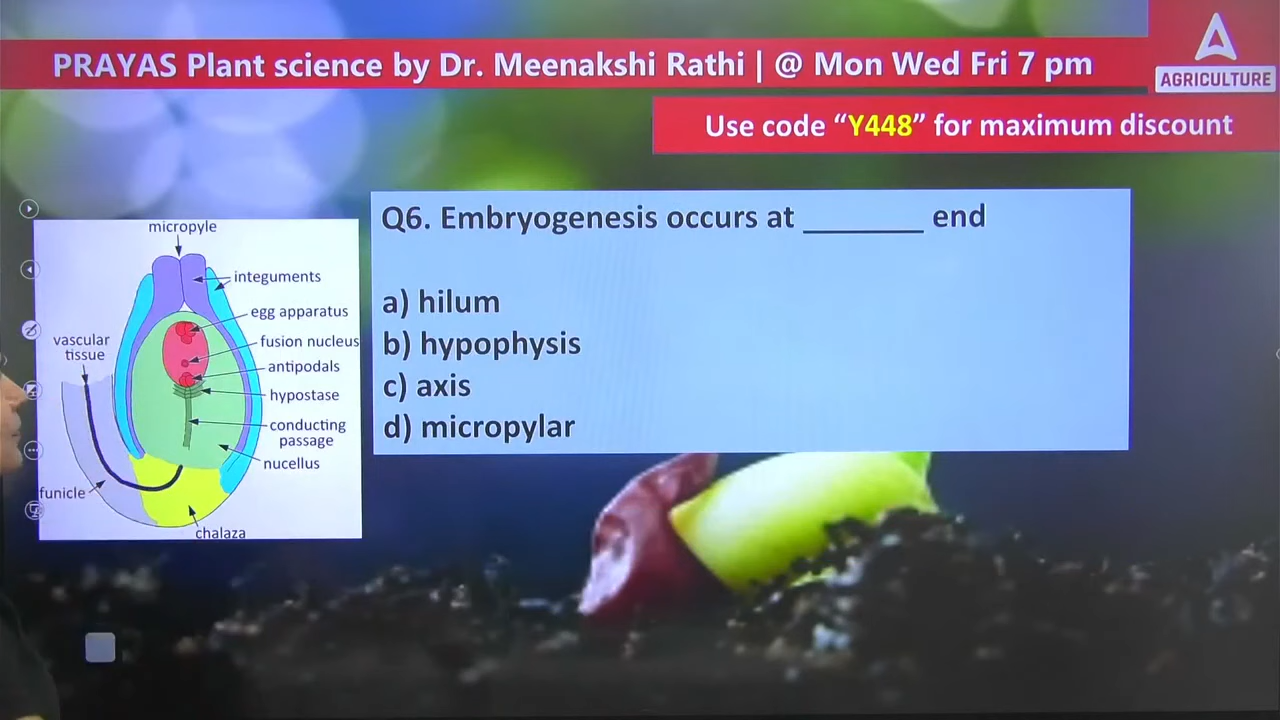 PRAYAS Plant science by Dr. Meenakshi Rathi | @ Mon Wed Fri 7 pm
AGRICULTURE
Use code “Y448” for maximum discount
Q6. Embryogenesis occurs at ________ end
a) hilum
b) hypophysis
c) axis
d) micropylar
micropyle
integuments
egg apparatus
vascular
tissue
fusion nucleus
antipodals
hypostase
conducting
passage
nucellus
funicle
chalaza